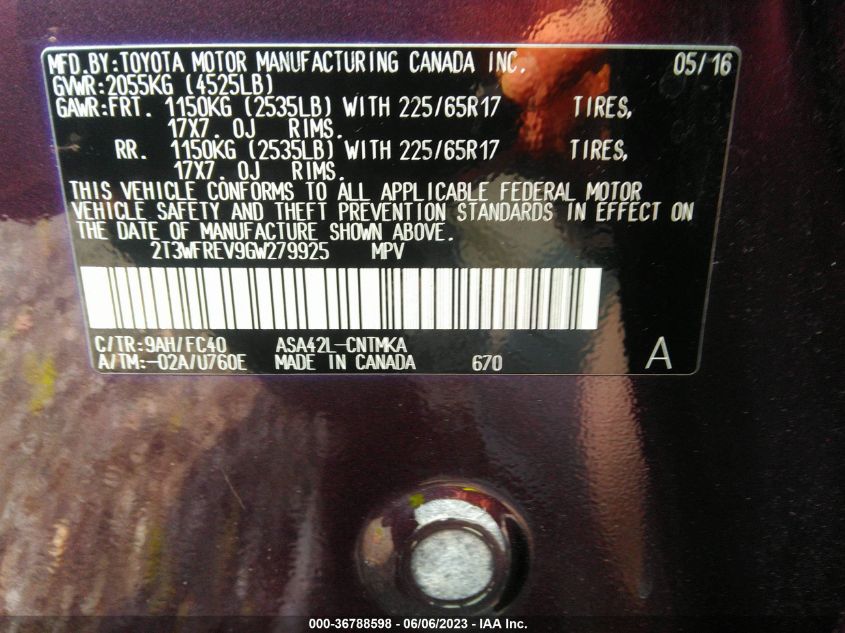 MFD.BY:TOYOTA MOTOR MANUFACTURING CANADA INC. 05/16
GVWR:2055KG (4525LB)
GAWR:FRT. 1150KG (2535LB) WITH 225/65R17 TIRES,
17X7.0J RIMS.
RR. 1150KG (2535LB) WITH 225/65R17 TIRES,
17X7.0J RIMS.
THIS VEHICLE CONFORMS TO ALL APPLICABLE FEDERAL MOTOR
VEHICLE SAFETY AND THEFT PREVENTION STANDARDS IN EFFECT ON
THE DATE OF MANUFACTURE SHOWN ABOVE.
2T3WFREV9GW279925 MPV
C/TR:9AH/FC40 ASA42L-CNTMKA
A/TM:-02A/U760E MADE IN CANADA 670 A
000-36788598 - 06/06/2023 - IAA Inc.